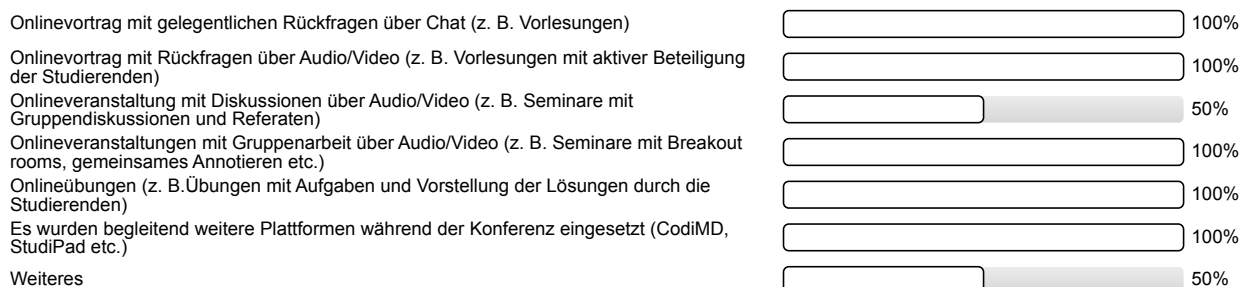 Onlinevortrag mit gelegentlichen Rückfragen über Chat (z. B. Vorlesungen) 100%
Onlinevortrag mit Rückfragen über Audio/Video (z. B. Vorlesungen mit aktiver Beteiligung
der Studierenden) 100%
Onlineveranstaltung mit Diskussionen über Audio/Video (z. B. Seminare mit
Gruppendiskussionen und Referaten) 50%
Onlineveranstaltungen mit Gruppenarbeit über Audio/Video (z. B. Seminare mit Breakout
rooms, gemeinsames Annotieren etc.) 100%
Onlineübungen (z. B.Übungen mit Aufgaben und Vorstellung der Lösungen durch die
Studierenden) 100%
Es wurden begleitend weitere Plattformen während der Konferenz eingesetzt (CodiMD,
StudiPad etc.) 100%
Weiteres 50%